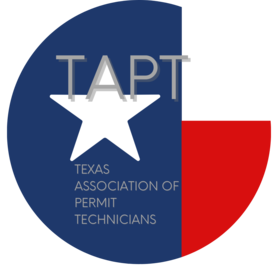 TAPT
TEXAS
ASSOCIATION OF
PERMIT
TECHNICIANS